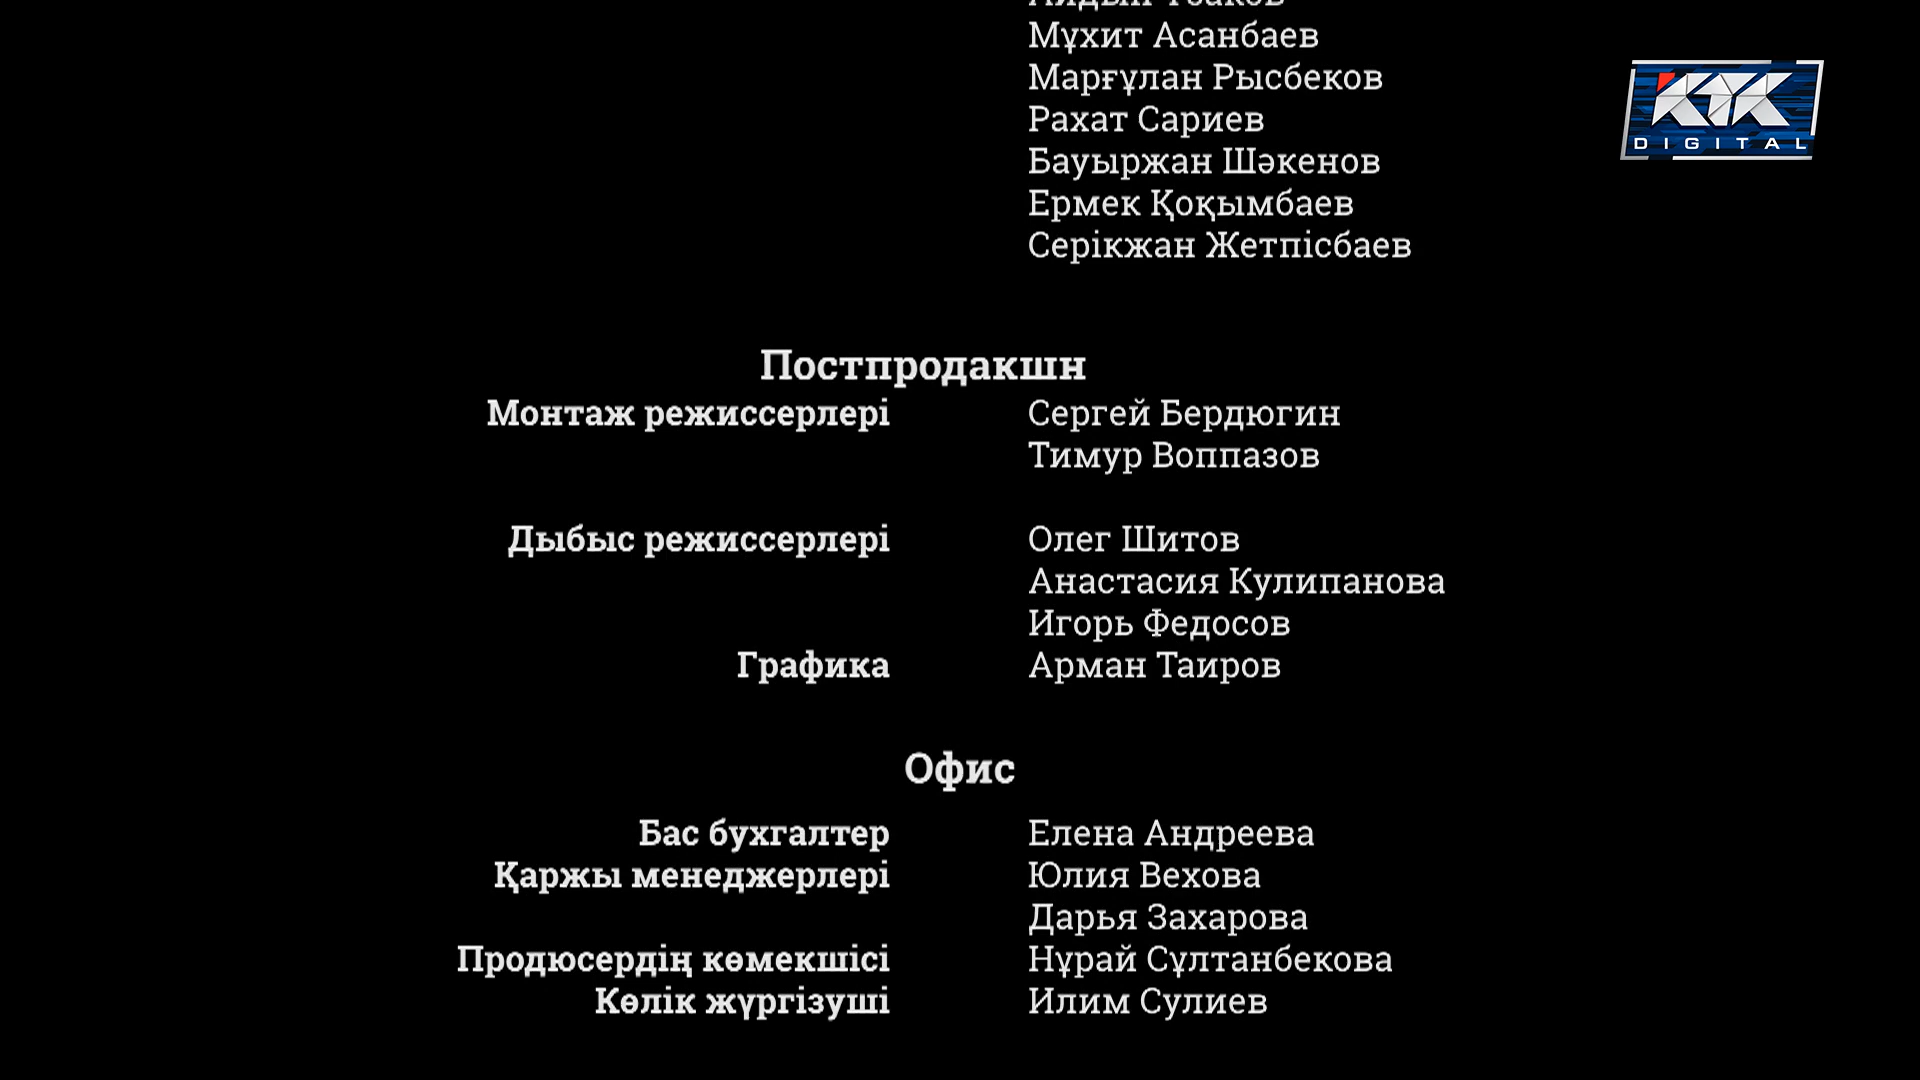 Мұхит Асанбаев
Марғұлан Рысбеков
КТК
DIGITAL
Рахат Сариев
Бауыржан Шәкенов
Ермек Қоқымбаев
Серікжан Жетпісбаев
Постпродакшн
Монтаж режиссерлері Сергей Бердюгин
Тимур Воппазов
Дыбыс режиссерлері Олег Шитов
Анастасия Кулипанова
Игорь Федосов
Графика Арман Таиров
Офис
Бас бухгалтер Елена Андреева
Қаржы менеджерлері Юлия Вехова
Дарья Захарова
Продюсердің көмекшісі Нұрай Сұлтанбекова
Көлік жүргізуші Илим Сулиев